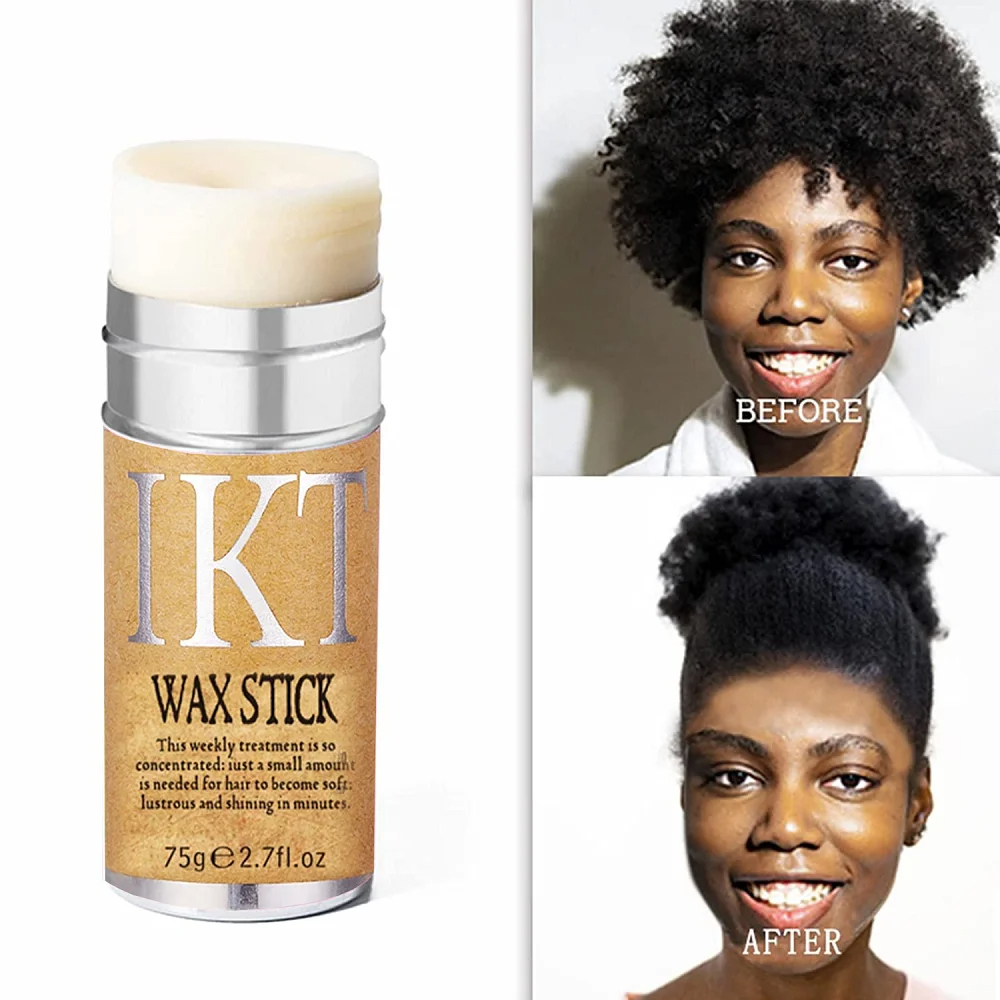 IKT
WAX STICK
This weekly treatment is so
concentrated: iust a small amount
is needed for hair to become soft:
lustrous and shining in minutes.
75g℮2.7fl.oz
BEFORE
AFTER